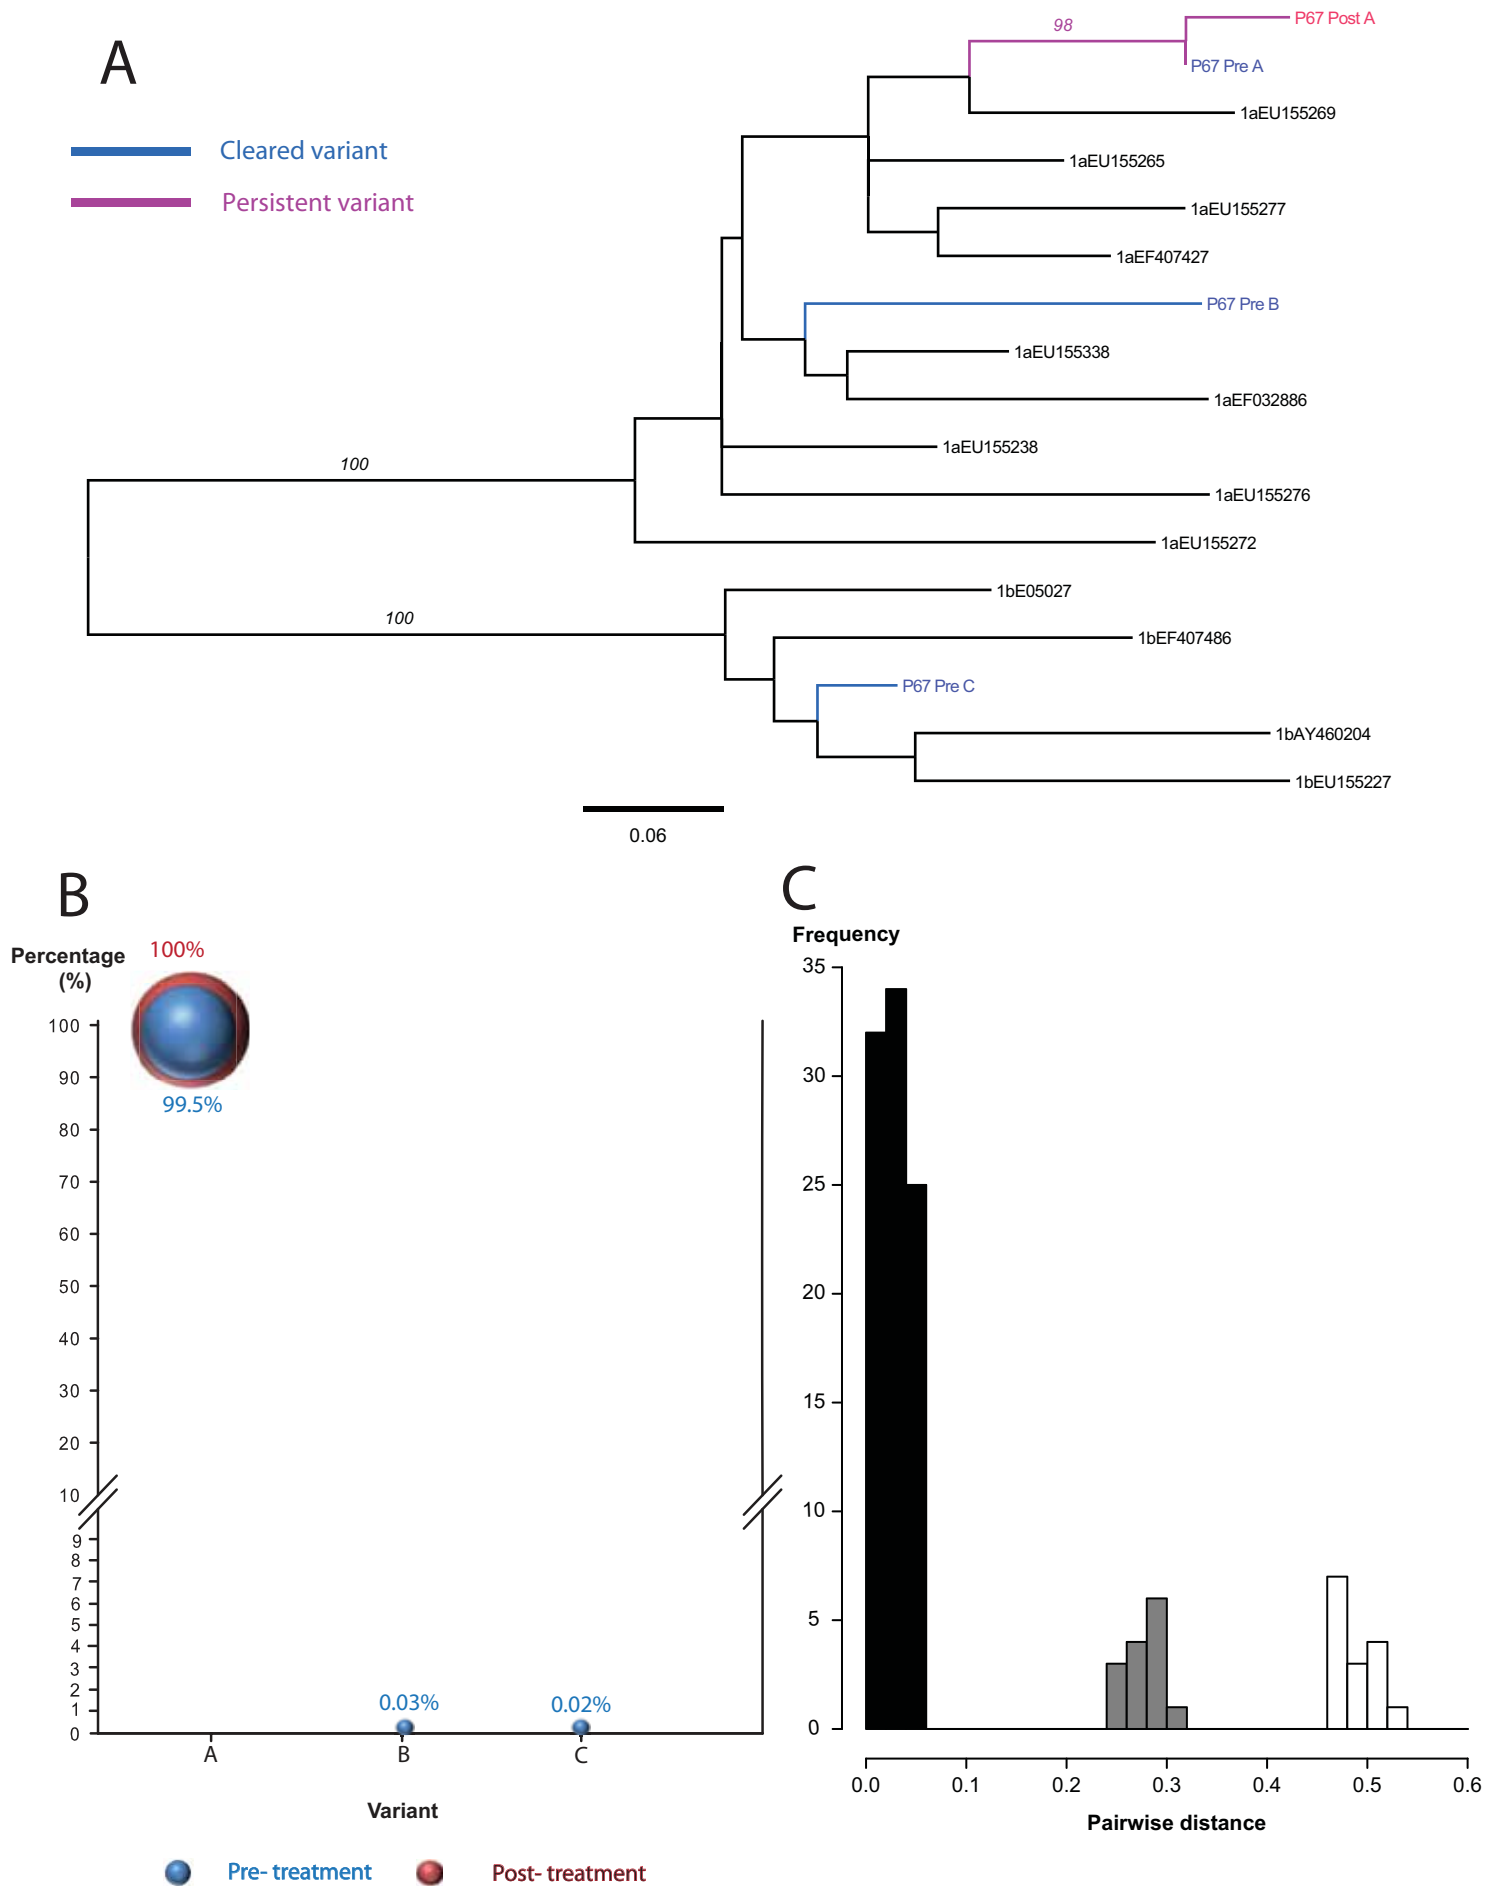 A
Cleared variant
Persistent variant
98
P67 Post A
P67 Pre A
1aEU155269
1aEU155265
1aEU155277
1aEF407427
P67 Pre B
1aEU155338
1aEF032886
1aEU155238
100
1aEU155276
1aEU155272
1bE05027
100
1bEF407486
P67 Pre C
1bAY460204
1bEU155227
0.06
B
Percentage
(%)
100%
99.5%
100
90
80
70
60
50
40
30
20
10
9
8
7
6
5
4
3
2
1
0
0.03%
0.02%
A B C
Variant
Pre- treatment Post- treatment
C
Frequency
35
30
25
20
15
10
5
0
0.0 0.1 0.2 0.3 0.4 0.5 0.6
Pairwise distance